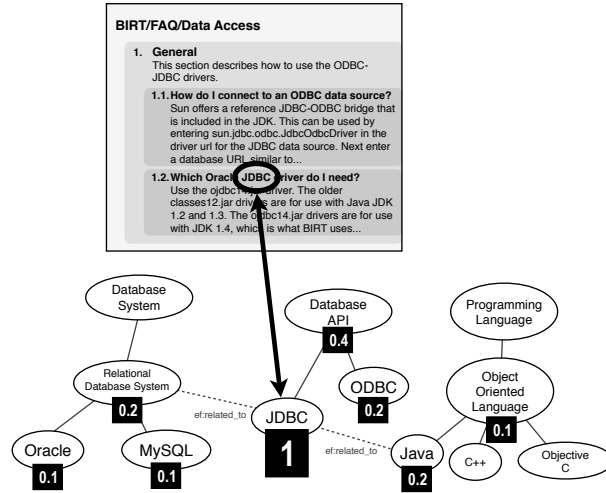 BIRT/FAQ/Data Access
1. General
This section describes how to use the ODBC-
JDBC drivers.
1.1. How do I connect to an ODBC data source?
Sun offers a reference JDBC-ODBC bridge that
is included in the JDK. This can be used by
entering sun.jdbc.odbc.JdbcOdbcDriver in the
driver url for the JDBC data source. Next enter
a database URL similar to...
1.2. Which Oracle JDBC driver do I need?
Use the ojdbc14.jar driver. The older
classes12.jar drivers are for use with Java JDK
1.2 and 1.3. The ojdbc14.jar drivers are for use
with JDK 1.4, which is what BIRT uses...
Database
System
Database
API
0.4
Programming
Language
Relational
Database System
0.2
ODBC
0.2
Object
Oriented
Language
0.1
ef:related_to
JDBC
1
ef:related_to
Oracle
0.1
MySQL
0.1
Java
0.2
C++
Objective
C